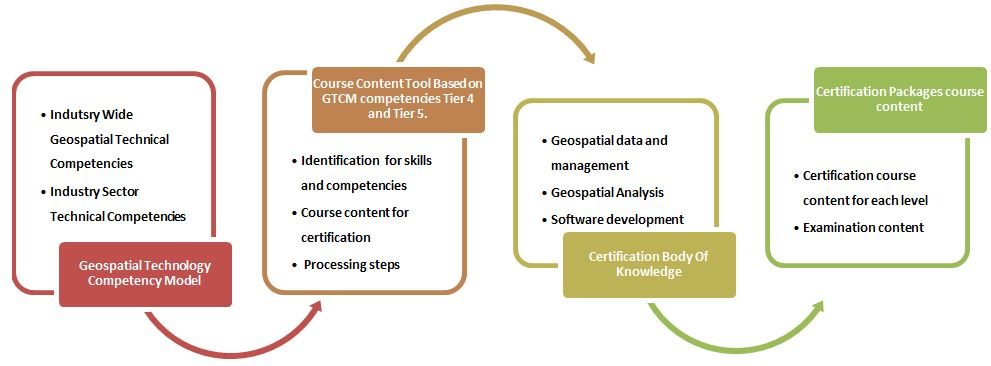 • Indutsry Wide
Geospatial Technical
Competencies
• Industry Sector
Technical Competencies
Geospatial Technology
Competency Model
Course Content Tool Based on
GTCM competencies Tier 4
and Tier 5.
• Identification for skills
and competencies
• Course content for
certification
• Processing steps
• Geospatial data and
management
• Geospatial Analysis
• Software development
Certification Body Of
Knowledge
Certification Packages course
content
• Certification course
content for each level
• Examination content